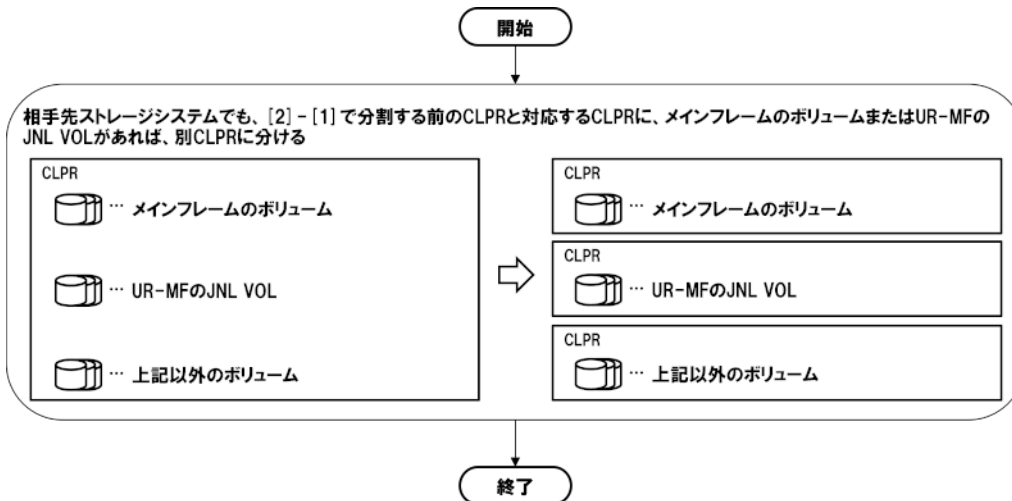 開始
相手先ストレージシステムでも、[2]-[1]で分割する前のCLPRと対応するCLPRに、メインフレームのボリュームまたはUR-MFの
JNL VOLがあれば、別CLPRに分ける
CLPR
… メインフレームのボリューム
… UR-MFのJNL VOL
… 上記以外のボリューム
CLPR
… メインフレームのボリューム
CLPR
… UR-MFのJNL VOL
CLPR
… 上記以外のボリューム
終了